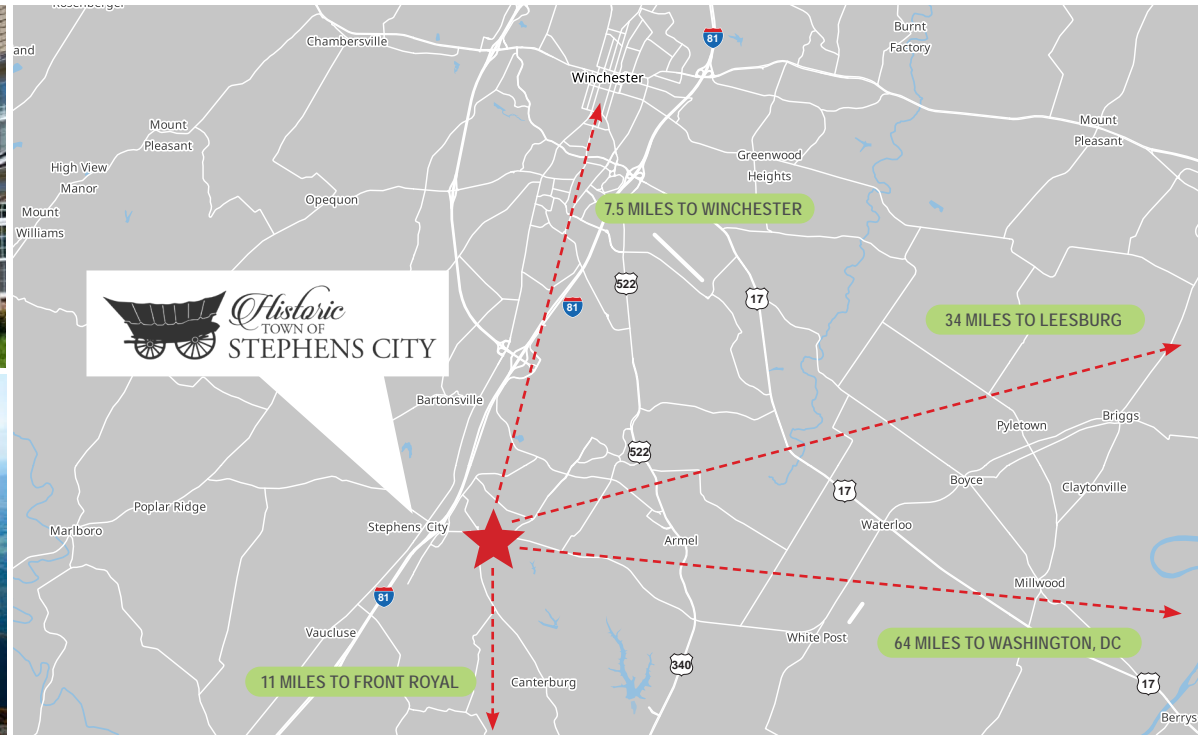 Chambersville
Burnt
Factory
and
81
Winchester
Mount
Pleasant
Mount
Pleasant
High View
Manor
Greenwood
Heights
Opequon
Mount
Williams
7.5 MILES TO WINCHESTER
522
17
81
Historic
TOWN OF
STEPHENS CITY
34 MILES TO LEESBURG
Bartonsville
Briggs
Pyletown
522
Boyce
Claytonville
17
Poplar Ridge
Marlboro
Stephens City
Waterloo
Armel
Millwood
81
Vaucluse
White Post
64 MILES TO WASHINGTON, DC
340
11 MILES TO FRONT ROYAL
Canterburg
17
Berrys